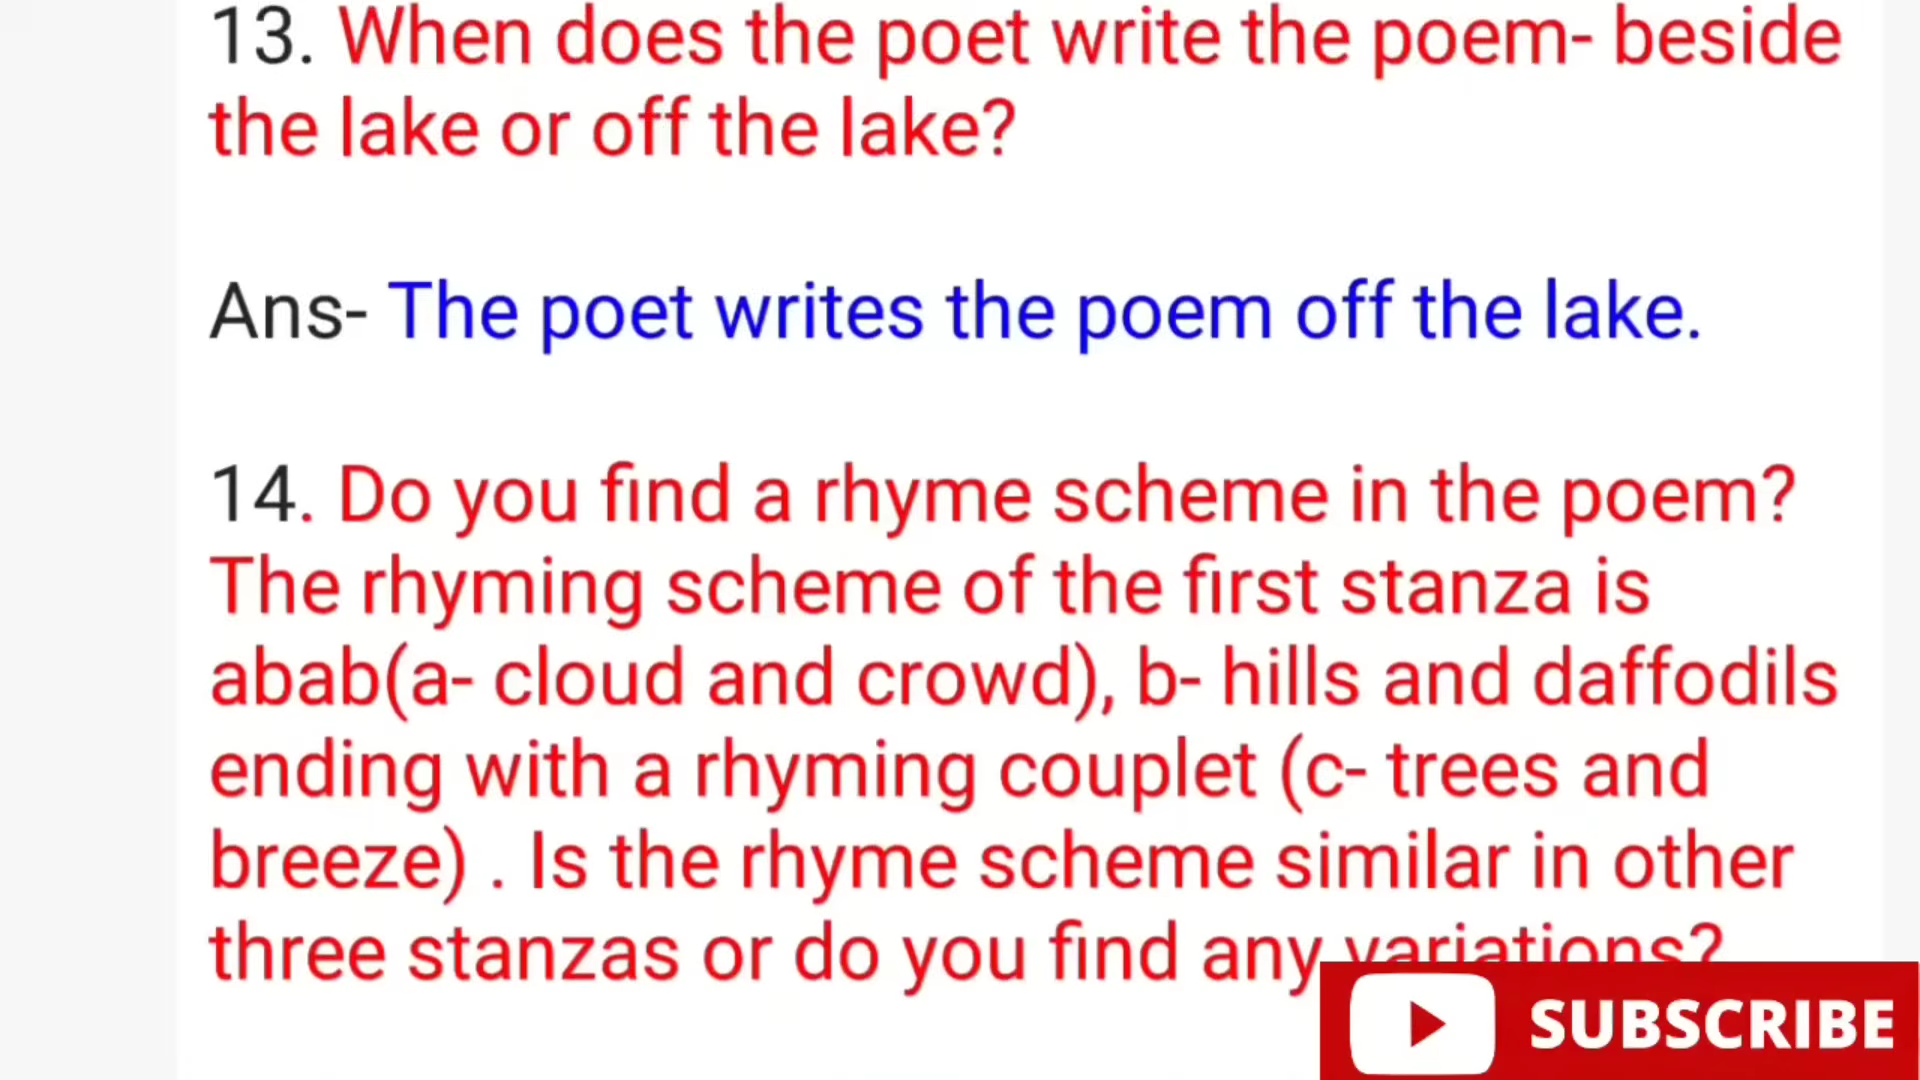 13. When does the poet write the poem- beside
the lake or off the lake?
Ans- The poet writes the poem off the lake.
14. Do you find a rhyme scheme in the poem?
The rhyming scheme of the first stanza is
abab(a- cloud and crowd), b- hills and daffodils
ending with a rhyming couplet (c- trees and
breeze) . Is the rhyme scheme similar in other
three stanzas or do you find any variations?
SUBSCRIBE